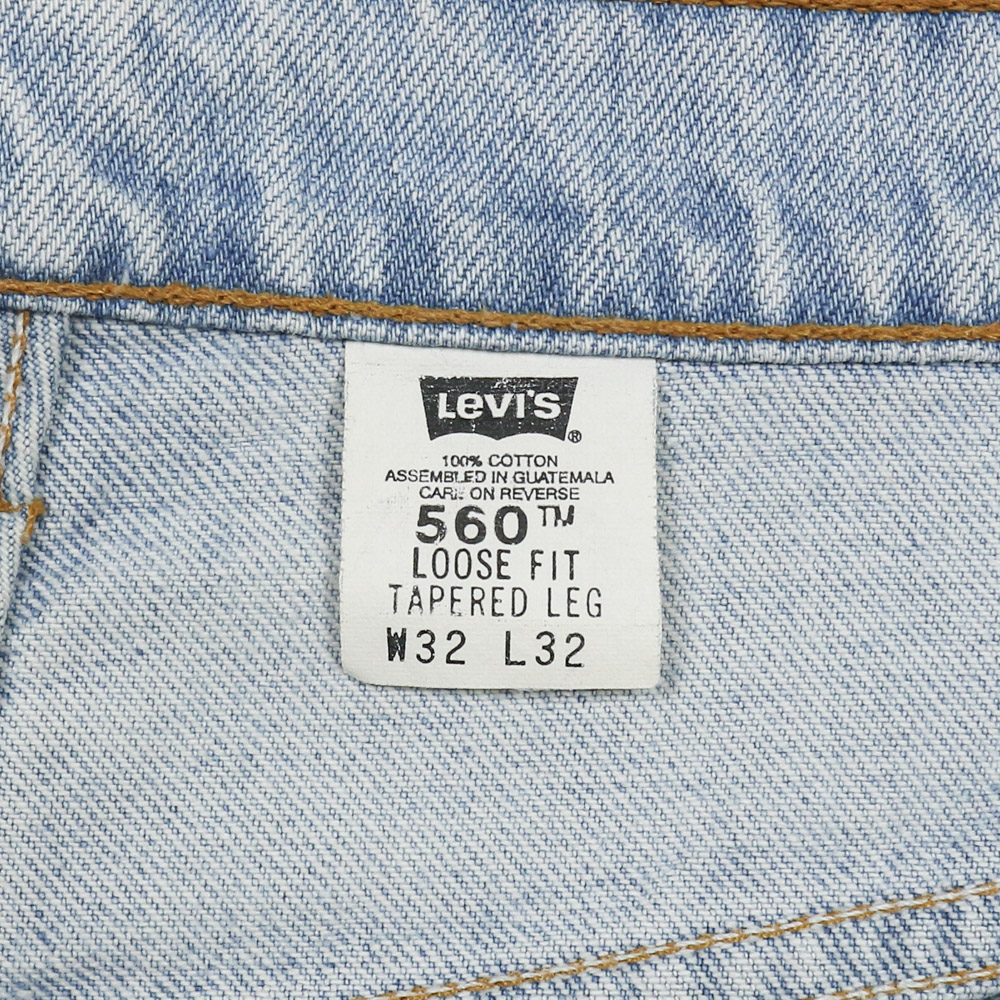 Levi's®
100% COTTON
ASSEMBLED IN GUATEMALA
CARE ON REVERSE
560™
LOOSE FIT
TAPERED LEG
W32 L32